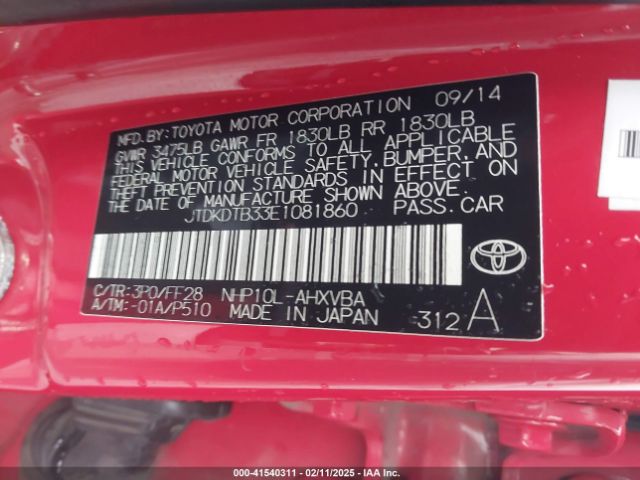 MFD.BY:TOYOTA MOTOR CORPORATION 09/14
GVWR 3475LB GAWR FR 1830LB RR 1830LB
THIS VEHICLE CONFORMS TO ALL APPLICABLE
FEDERAL MOTOR VEHICLE SAFETY,BUMPER,AND
THEFT PREVENTION STANDARDS IN EFFECT ON
THE DATE OF MANUFACTURE SHOWN ABOVE.
JTDKDTB33E1081860 PASS.CAR
C/TR:3P0/FF28 NHP10L-AHXVBA
A/TM:-01A/P510 MADE IN JAPAN 312 A
000-41540311 - 02/11/2025 - IAA Inc.